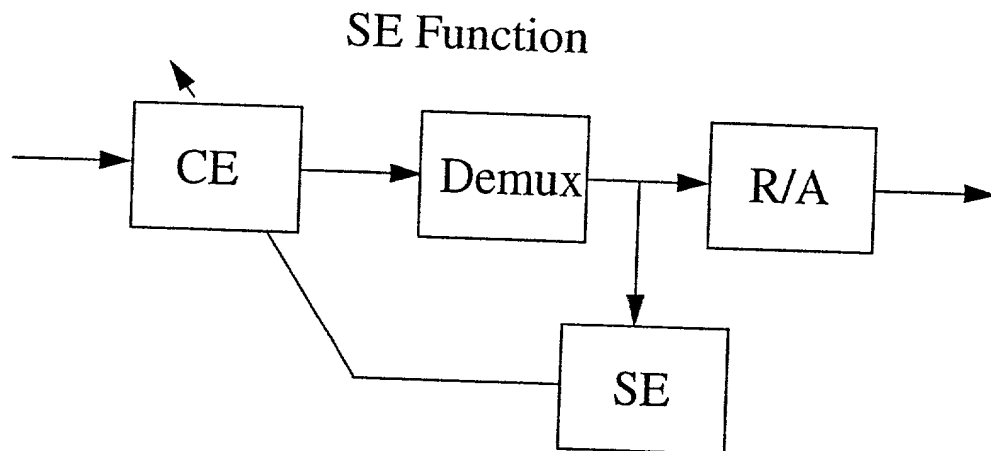 SE Function
CE
Demux
R/A
SE